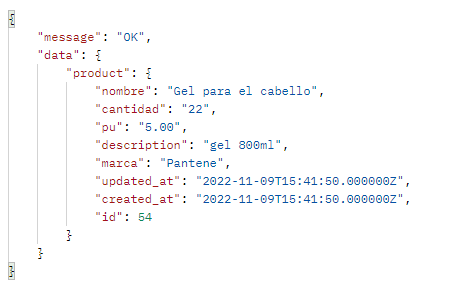 {
    "message": "OK",
    "data": {
        "product": {
            "nombre": "Gel para el cabello",
            "cantidad": "22",
            "pu": "5.00",
            "description": "gel 800ml",
            "marca": "Pantene",
            "updated_at": "2022-11-09T15:41:50.000000Z",
            "created_at": "2022-11-09T15:41:50.000000Z",
            "id": 54
        }
    }
}